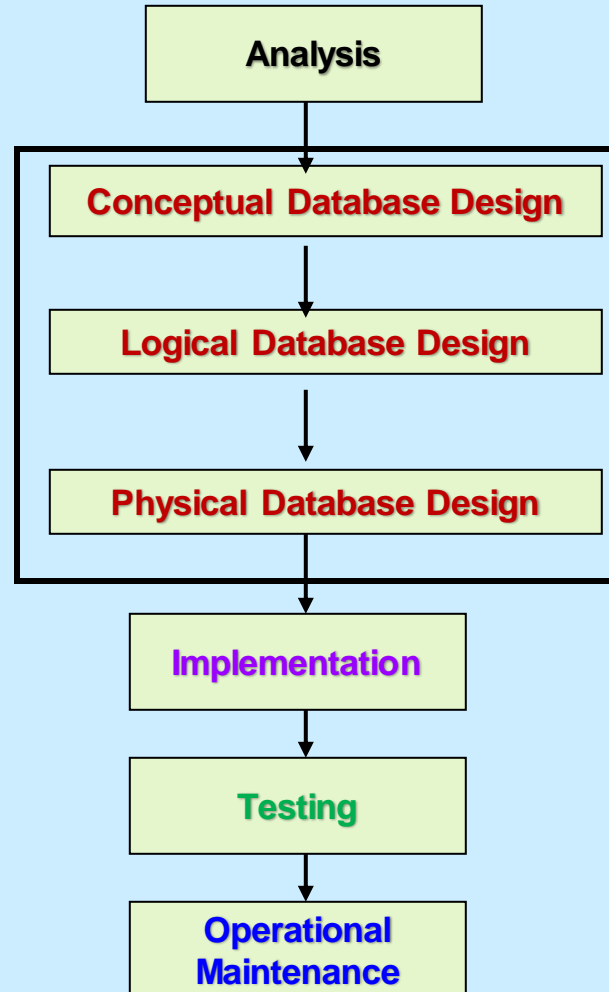 Analysis
Conceptual Database Design
Logical Database Design
Physical Database Design
Implementation
Testing
Operational
Maintenance